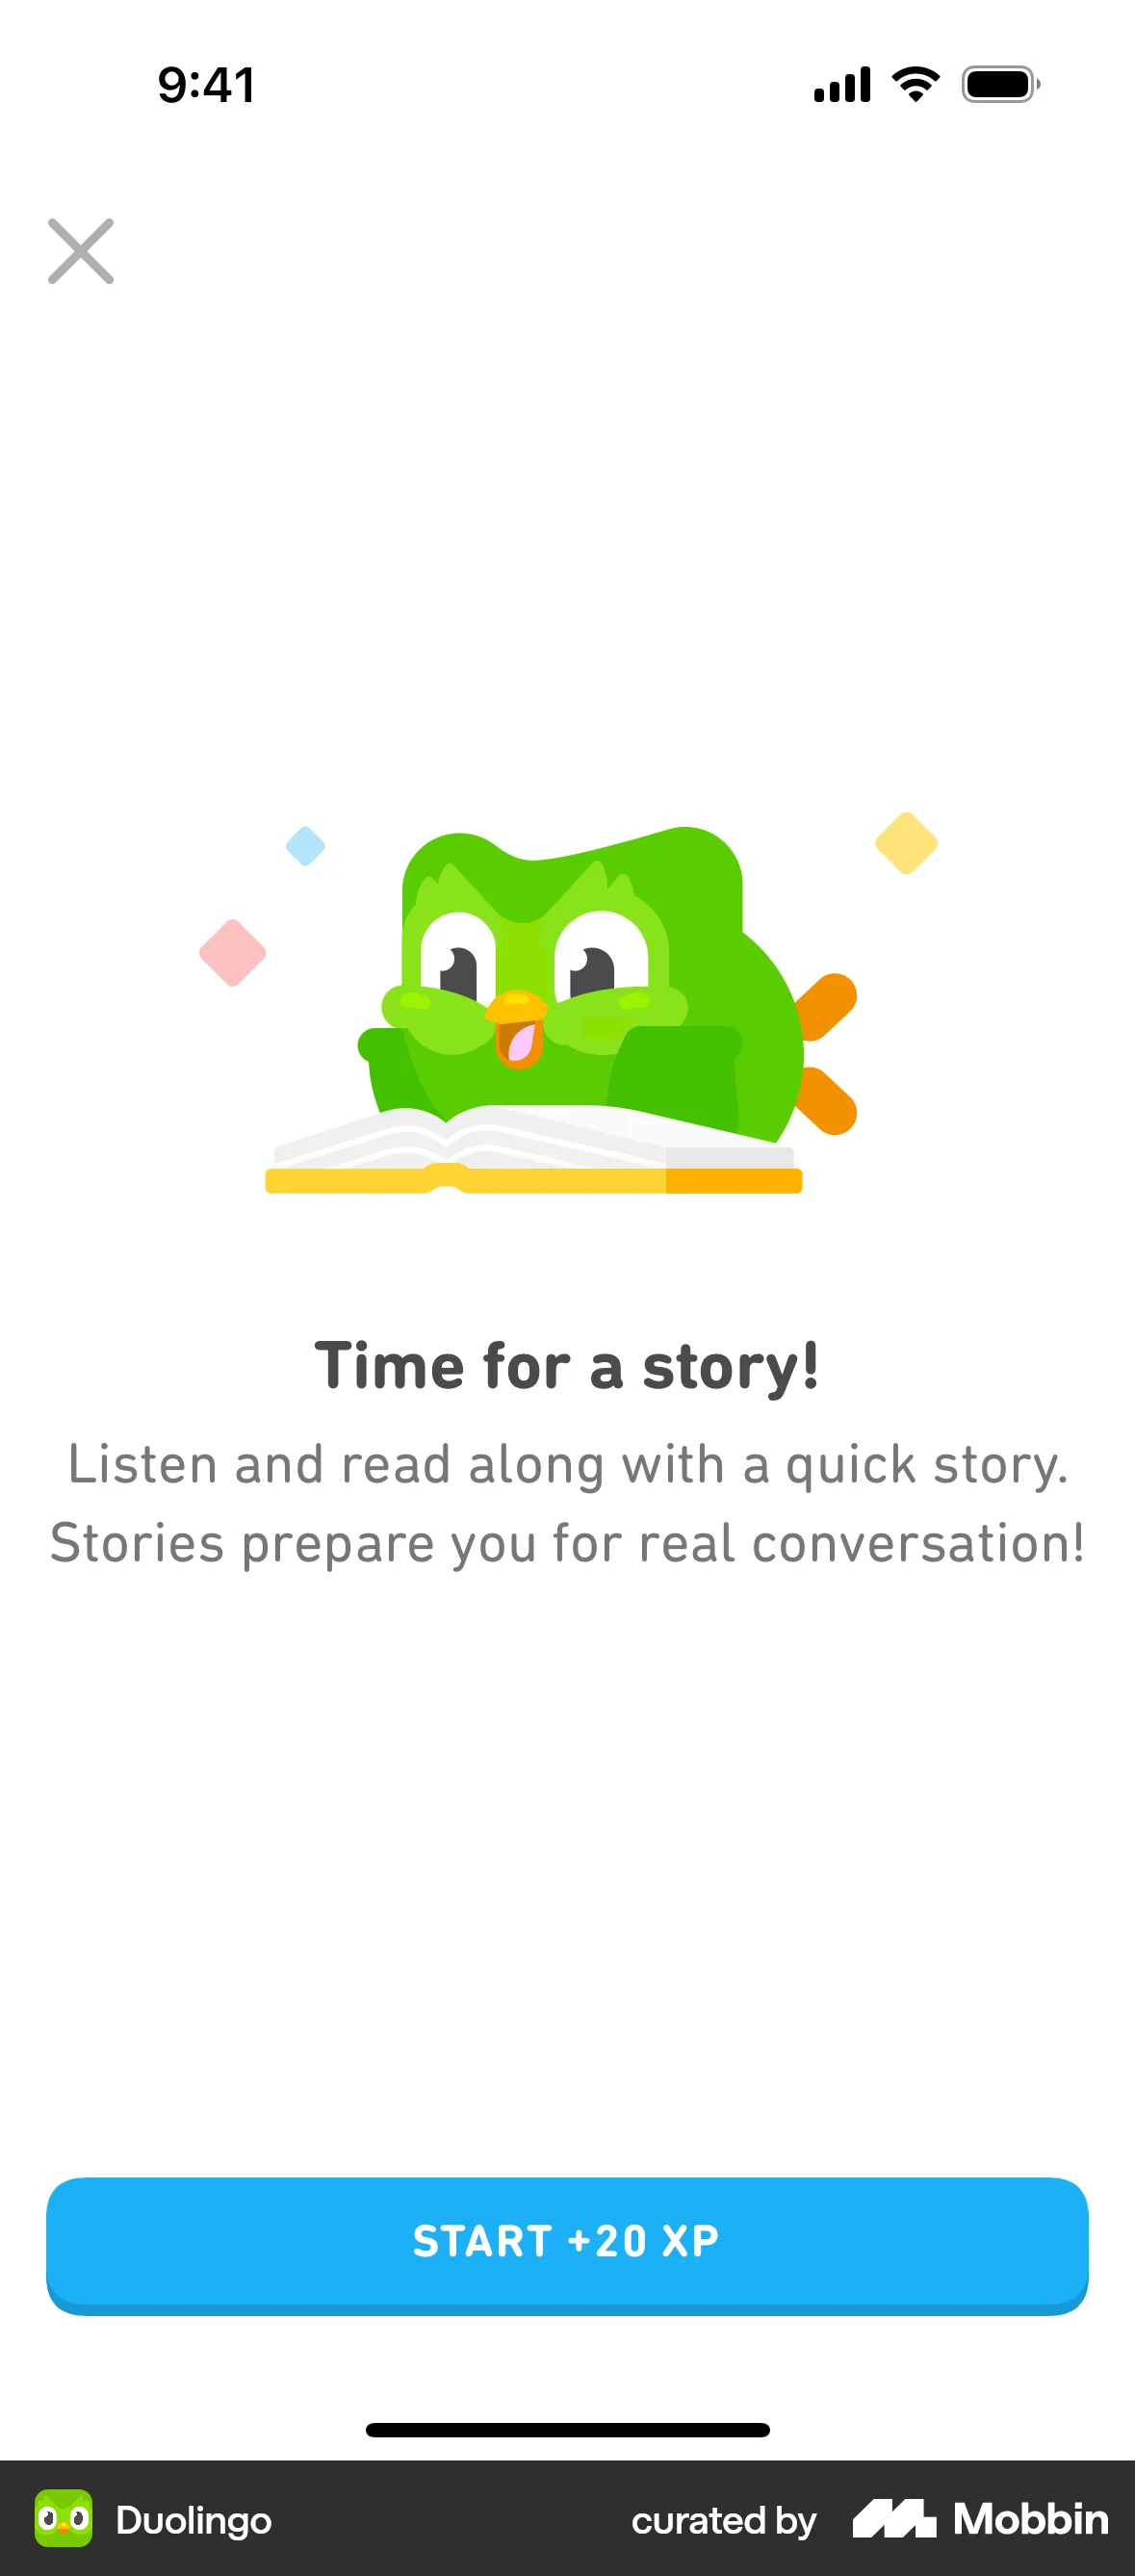 9:41
Time for a story!
Listen and read along with a quick story.
Stories prepare you for real conversation!
START +20 XP
Duolingo
curated by Mobbin